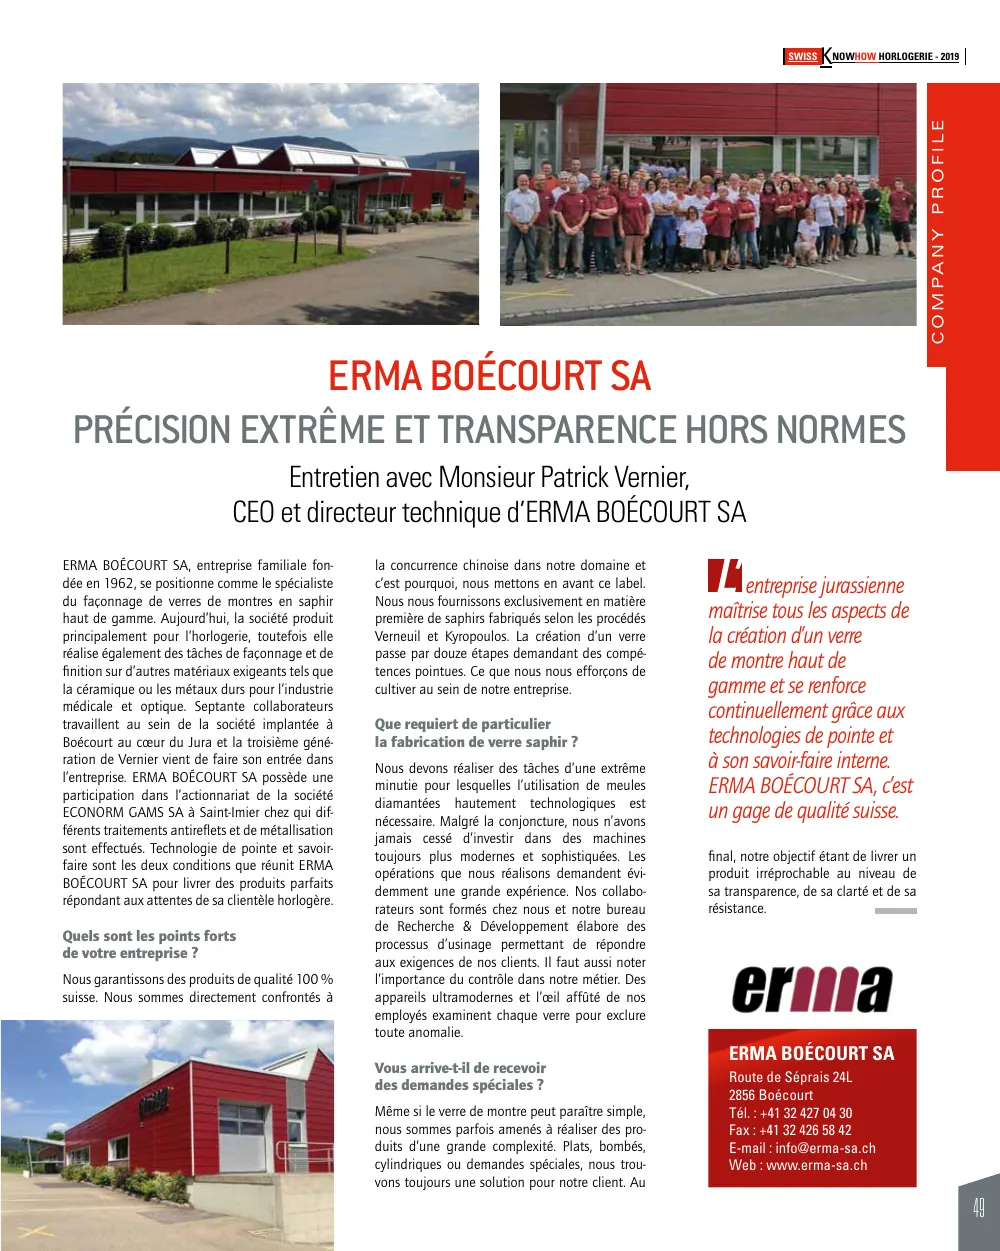 SWISS KNOWHOW HORLOGERIE - 2019
COMPANY PROFILE
ERMA BOÉCOURT SA
PRÉCISION EXTRÊME ET TRANSPARENCE HORS NORMES
Entretien avec Monsieur Patrick Vernier,
CEO et directeur technique d’ERMA BOÉCOURT SA
ERMA BOÉCOURT SA, entreprise familiale fon-
dée en 1962, se positionne comme le spécialiste
du façonnage de verres de montres en saphir
haut de gamme. Aujourd’hui, la société produit
principalement pour l’horlogerie, toutefois elle
réalise également des tâches de façonnage et de
finition sur d’autres matériaux exigeants tels que
la céramique ou les métaux durs pour l’industrie
médicale et optique. Septante collaborateurs
travaillent au sein de la société implantée à
Boécourt au cœur du Jura et la troisième géné-
ration de Vernier vient de faire son entrée dans
l’entreprise. ERMA BOÉCOURT SA possède une
participation dans l’actionnariat de la société
ECONORM GAMS SA à Saint-Imier chez qui dif-
férents traitements antireflets et de métallisation
sont effectués. Technologie de pointe et savoir-
faire sont les deux conditions que réunit ERMA
BOÉCOURT SA pour livrer des produits parfaits
répondant aux attentes de sa clientèle horlogère.
Quels sont les points forts
de votre entreprise ?
Nous garantissons des produits de qualité 100 %
suisse. Nous sommes directement confrontés à
erma
la concurrence chinoise dans notre domaine et
c’est pourquoi, nous mettons en avant ce label.
Nous nous fournissons exclusivement en matière
première de saphirs fabriqués selon les procédés
Verneuil et Kyropoulos. La création d’un verre
passe par douze étapes demandant des compé-
tences pointues. Ce que nous nous efforçons de
cultiver au sein de notre entreprise.
Que requiert de particulier
la fabrication de verre saphir ?
Nous devons réaliser des tâches d’une extrême
minutie pour lesquelles l’utilisation de meules
diamantées hautement technologiques est
nécessaire. Malgré la conjoncture, nous n’avons
jamais cessé d’investir dans des machines
toujours plus modernes et sophistiquées. Les
opérations que nous réalisons demandent évi-
demment une grande expérience. Nos collabo-
rateurs sont formés chez nous et notre bureau
de Recherche & Développement élabore des
processus d’usinage permettant de répondre
aux exigences de nos clients. Il faut aussi noter
l’importance du contrôle dans notre métier. Des
appareils ultramodernes et l’œil affûté de nos
employés examinent chaque verre pour exclure
toute anomalie.
Vous arrive-t-il de recevoir
des demandes spéciales ?
Même si le verre de montre peut paraître simple,
nous sommes parfois amenés à réaliser des pro-
duits d’une grande complexité. Plats, bombés,
cylindriques ou demandes spéciales, nous trou-
vons toujours une solution pour notre client. Au
L’entreprise jurassienne
maîtrise tous les aspects de
la création d’un verre
de montre haut de
gamme et se renforce
continuellement grâce aux
technologies de pointe et
à son savoir-faire interne.
ERMA BOÉCOURT SA, c’est
un gage de qualité suisse.
final, notre objectif étant de livrer un
produit irréprochable au niveau de
sa transparence, de sa clarté et de sa
résistance.
erma
ERMA BOÉCOURT SA
Route de Séprais 24L
2856 Boécourt
Tél. : +41 32 427 04 30
Fax : +41 32 426 58 42
E-mail : info@erma-sa.ch
Web : www.erma-sa.ch
49